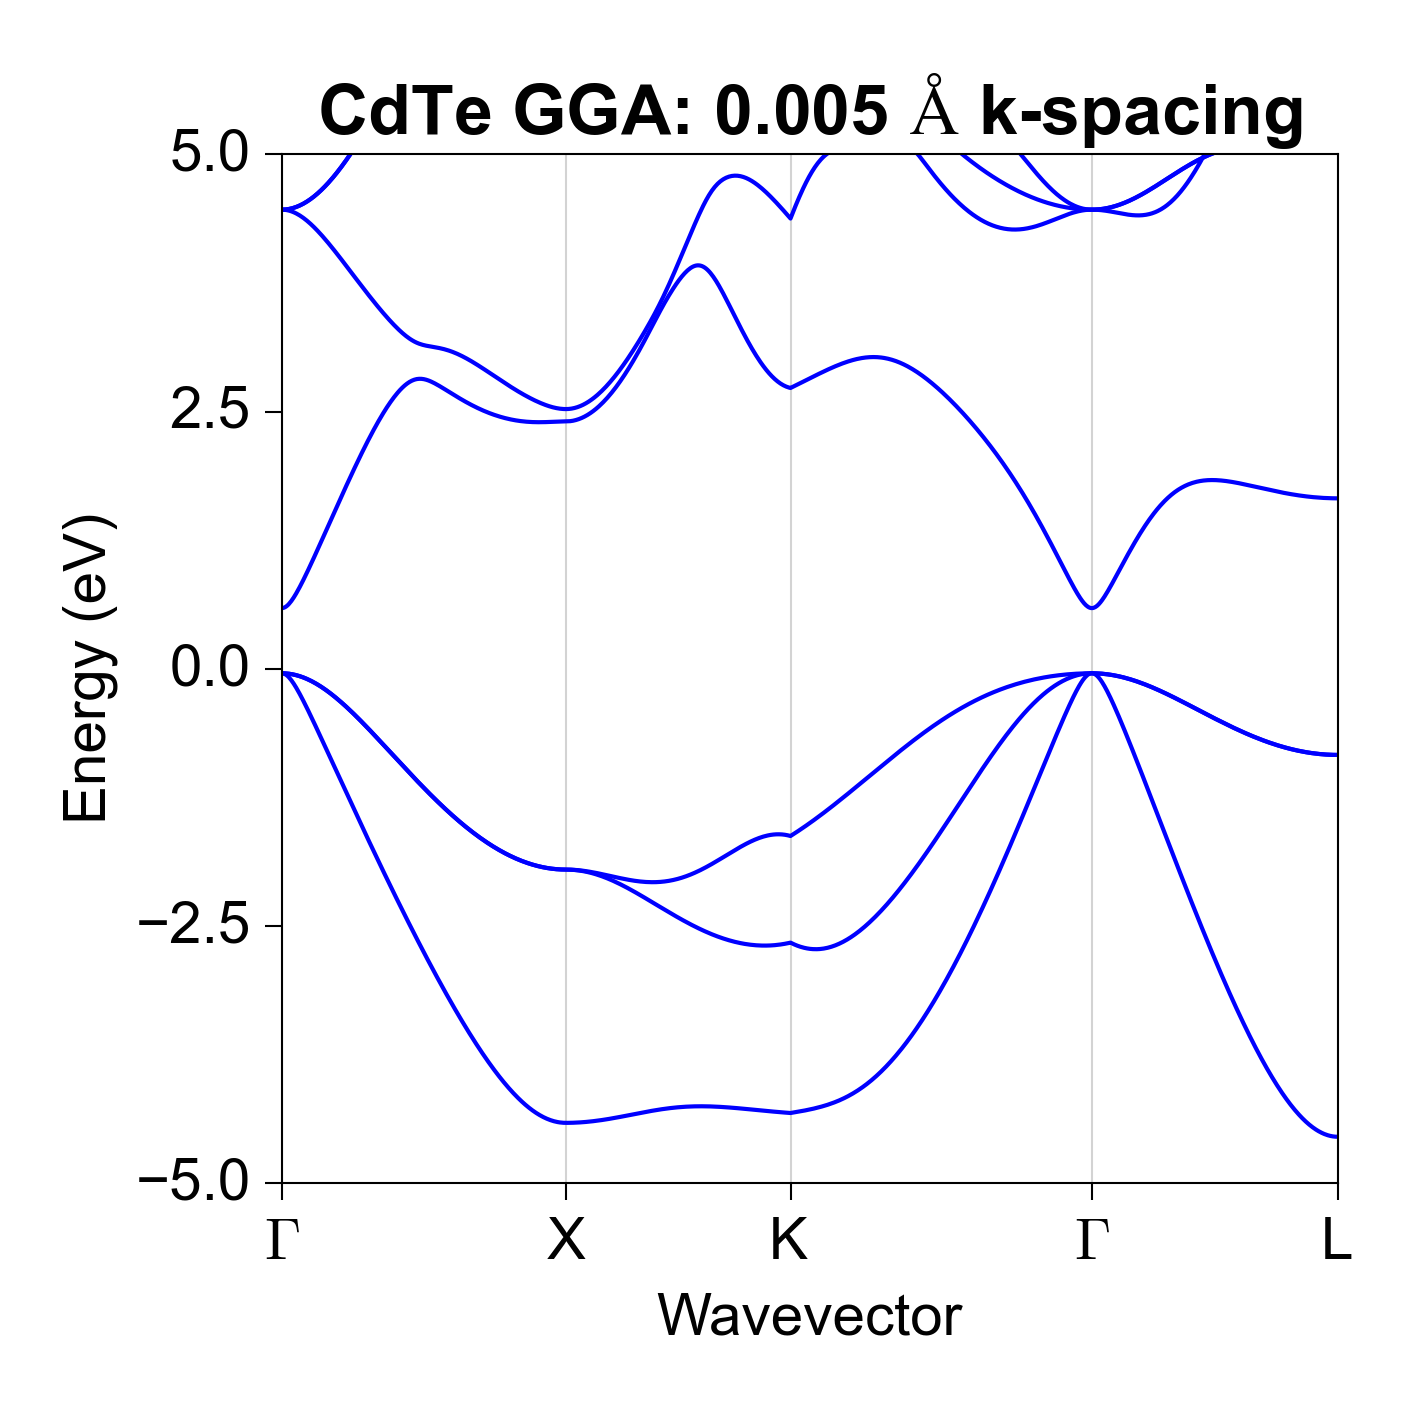 CdTe GGA: 0.005 Å k-spacing
5.0
2.5
0.0
−2.5
−5.0
Energy (eV)
Γ X K Γ L
Wavevector